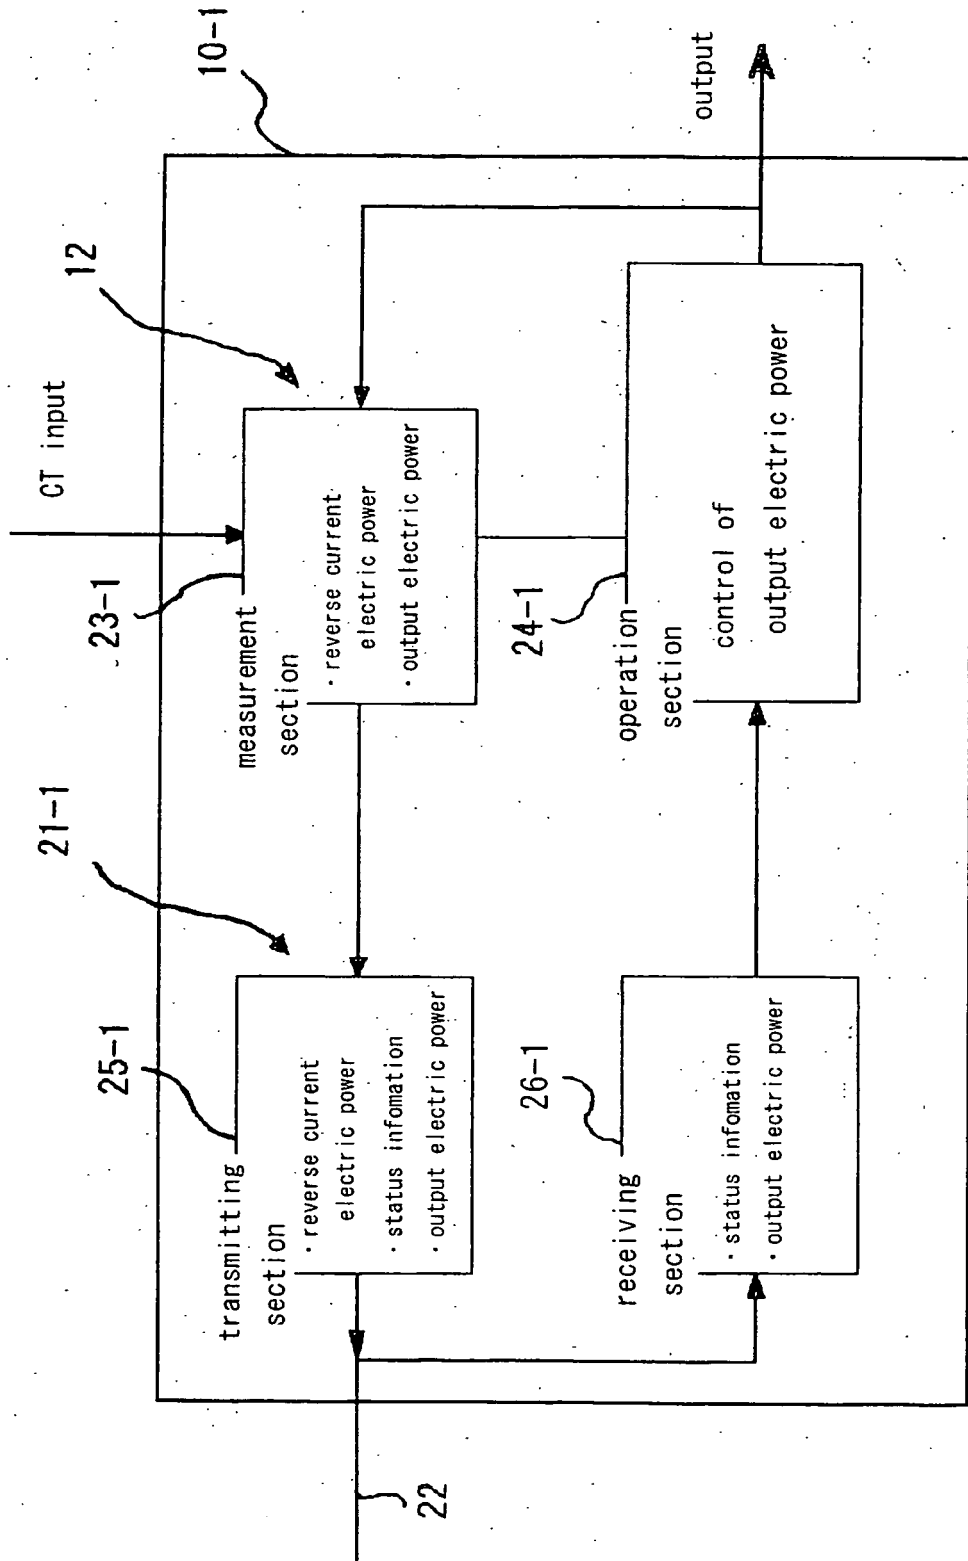 10-1
12
CT input
output
21-1
23-1
measurement
section
· reverse current
electric power
· output electric power
25-1
transmitting
section
· reverse current
electric power
· status infomation
· output electric power
24-1
operation
section
control of
output electric power
26-1
receiving
section
· status infomation
· output electric power
22